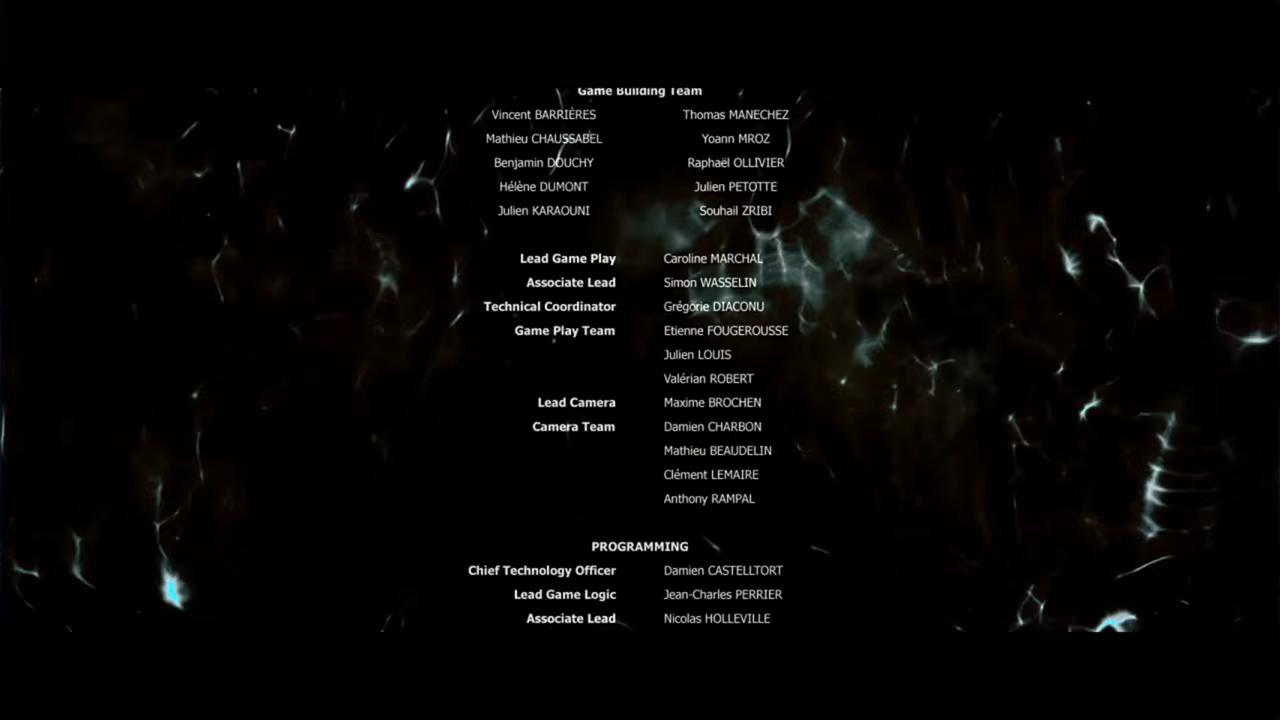 Game Building Team
Vincent BARRIÈRES Thomas MANECHEZ
Mathieu CHAUSSABEL Yoann MROZ
Benjamin DOUCHY Raphaël OLLIVIER
Hélène DUMONT Julien PETOTTE
Julien KARAOUNI Souhail ZRIBI
Lead Game Play Caroline MARCHAL
Associate Lead Simon WASSELIN
Technical Coordinator Grégorie DIACONU
Game Play Team Etienne FOUGEROUSSE
Julien LOUIS
Valérian ROBERT
Lead Camera Maxime BROCHEN
Camera Team Damien CHARBON
Mathieu BEAUDELIN
Clément LEMAIRE
Anthony RAMPAL
PROGRAMMING
Chief Technology Officer Damien CASTELLTORT
Lead Game Logic Jean-Charles PERRIER
Associate Lead Nicolas HOLLEVILLE